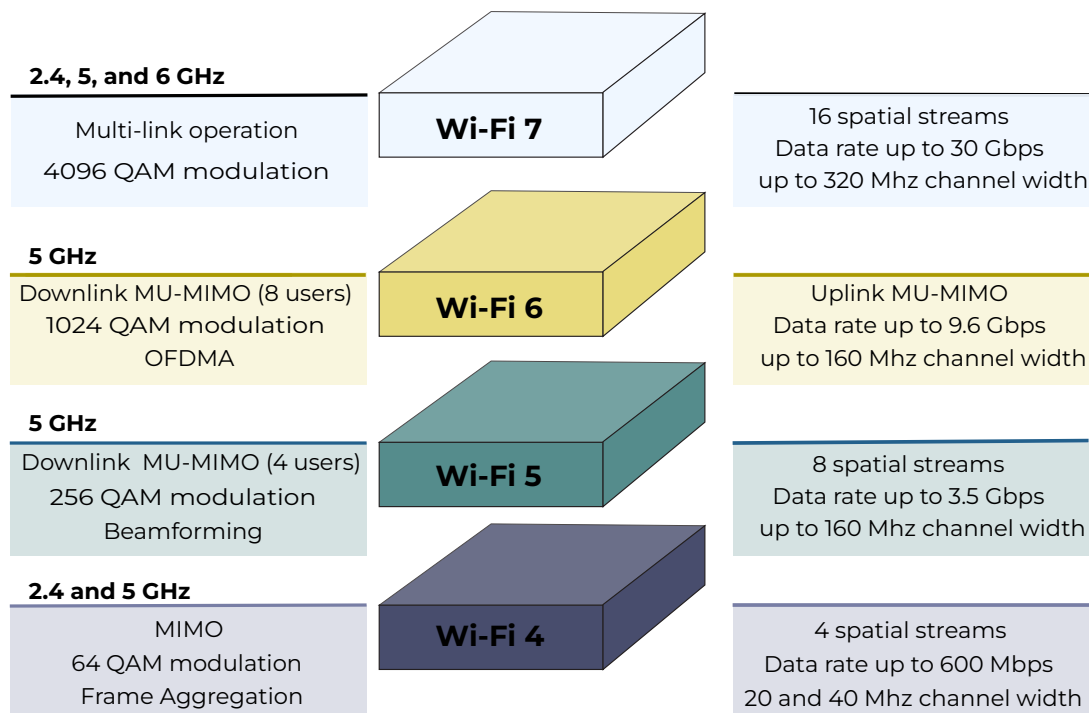 2.4, 5, and 6 GHz
Multi-link operation
4096 QAM modulation
Wi-Fi 7
16 spatial streams
Data rate up to 30 Gbps
up to 320 Mhz channel width
5 GHz
Downlink MU-MIMO (8 users)
1024 QAM modulation
OFDMA
Wi-Fi 6
Uplink MU-MIMO
Data rate up to 9.6 Gbps
up to 160 Mhz channel width
5 GHz
Downlink MU-MIMO (4 users)
256 QAM modulation
Beamforming
Wi-Fi 5
8 spatial streams
Data rate up to 3.5 Gbps
up to 160 Mhz channel width
2.4 and 5 GHz
MIMO
64 QAM modulation
Frame Aggregation
Wi-Fi 4
4 spatial streams
Data rate up to 600 Mbps
20 and 40 Mhz channel width